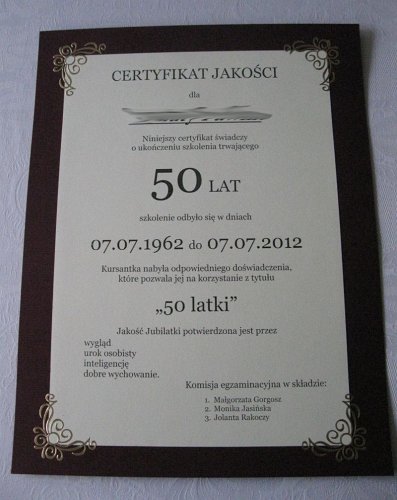 CERTYFIKAT JAKOŚCI
dla
Niniejszy certyfikat świadczy
o ukończeniu szkolenia trwającego
50 LAT
szkolenie odbyło się w dniach
07.07.1962 do 07.07.2012
Kursantka nabyła odpowiedniego doświadczenia,
które pozwala jej na korzystanie z tytułu
„50 latki”
Jakość Jubilatki potwierdzona jest przez
wygląd
urok osobisty
inteligencję
dobre wychowanie.
Komisja egzaminacyjna w składzie:
1. Małgorzata Gorgosz
2. Monika Jasińska
3. Jolanta Rakoczy